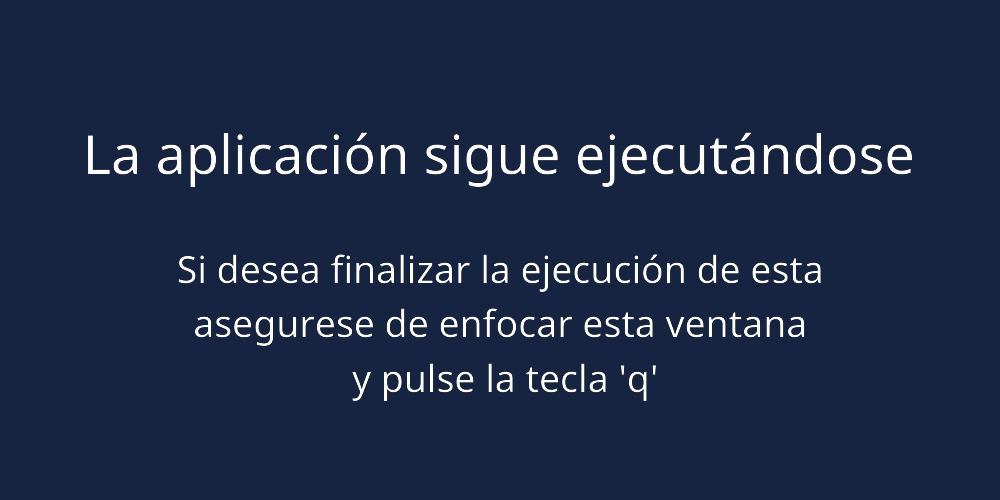 La aplicación sigue ejecutándose
Si desea finalizar la ejecución de esta
asegurese de enfocar esta ventana
y pulse la tecla 'q'